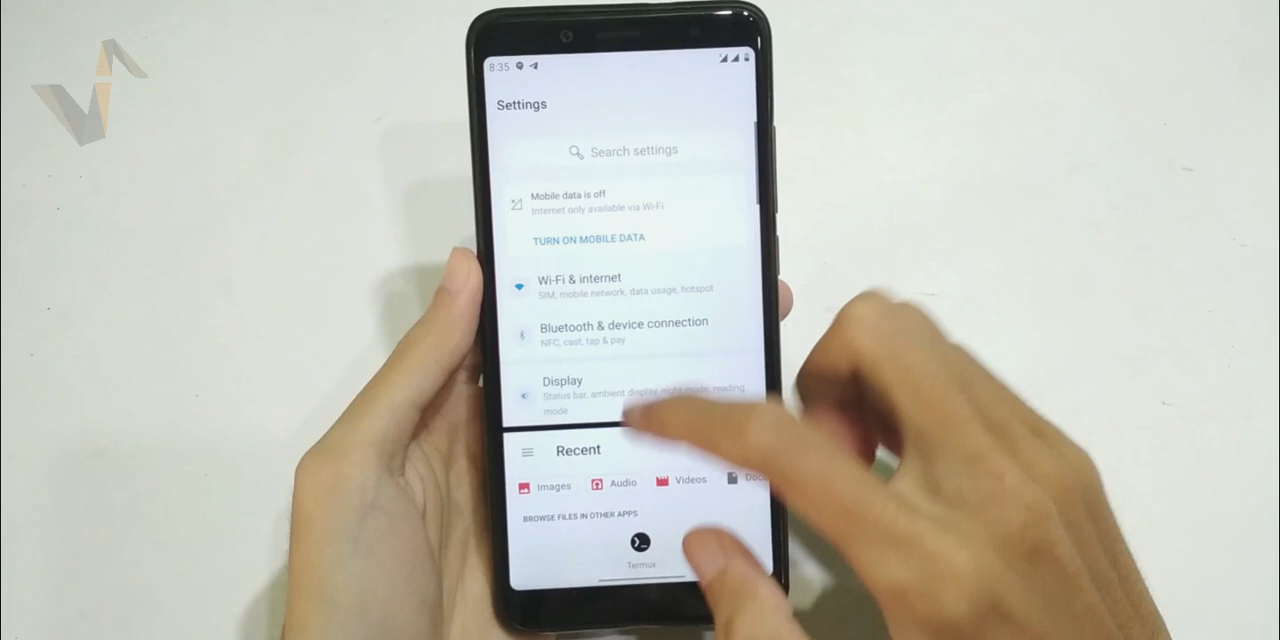 8:35
Settings
Search settings
Mobile data is off
Internet only available via Wi-Fi
TURN ON MOBILE DATA
Wi-Fi & internet
SIM, mobile network, data usage, hotspot
Bluetooth & device connection
NFC, cast, tap & pay
Display
Status bar, ambient display, night mode, reading
mode
Recent
Images Audio Videos Doc
BROWSE FILES IN OTHER APPS
Termux